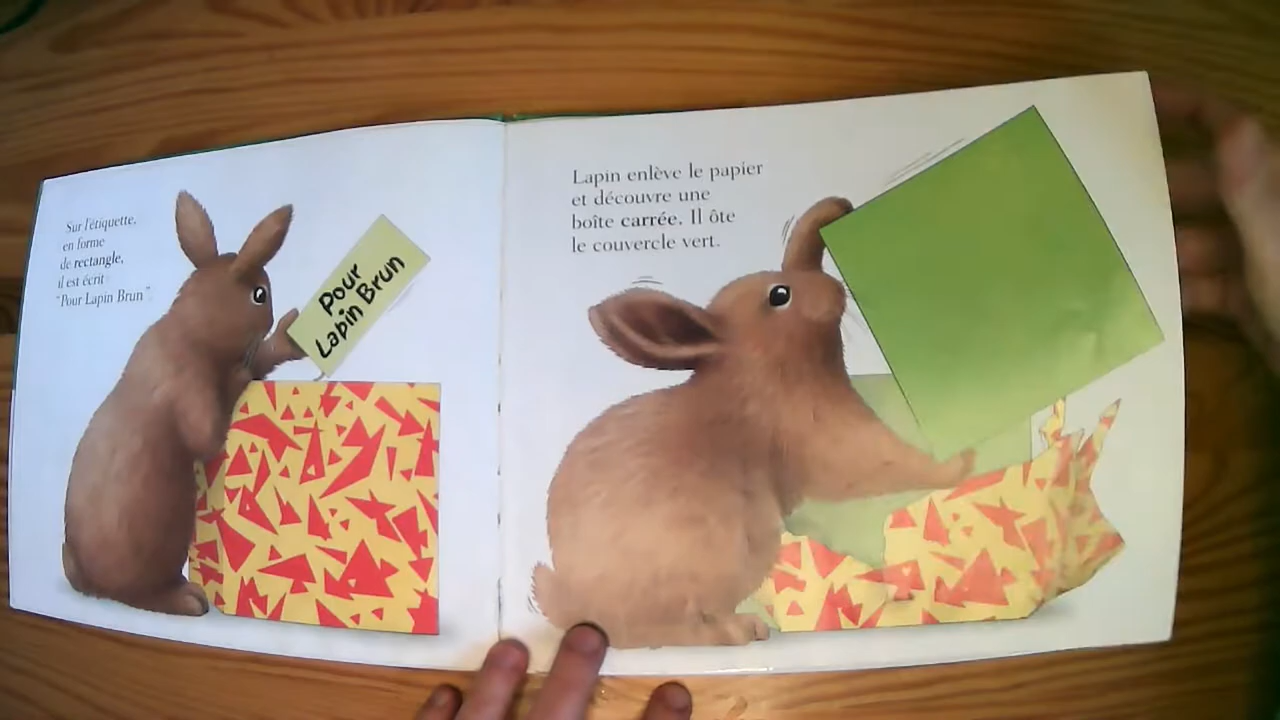 Sur l'étiquette,
en forme
de rectangle,
il est écrit :
"Pour Lapin Brun".
Pour
Lapin Brun
Lapin enlève le papier
et découvre une
boîte carrée. Il ôte
le couvercle vert.